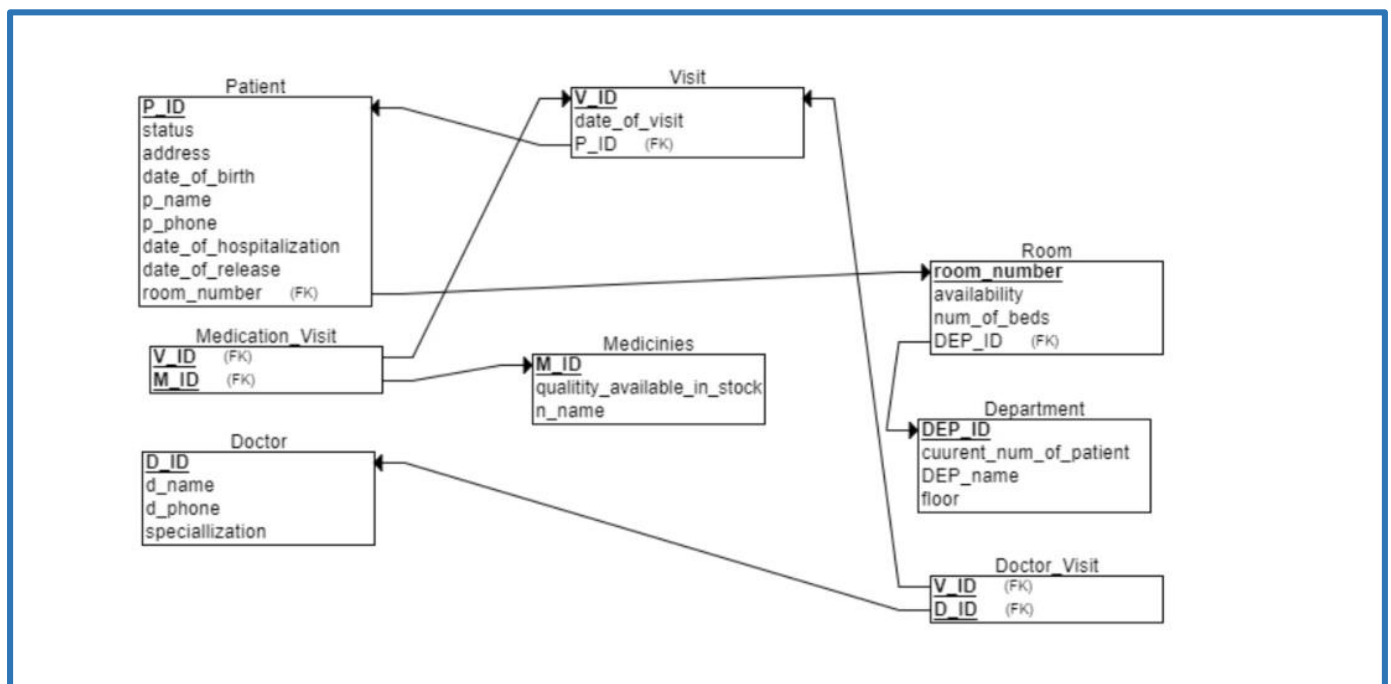 Patient
P_ID
status
address
date_of_birth
p_name
p_phone
date_of_hospitalization
date_of_release
room_number (FK)
Visit
V_ID
date_of_visit
P_ID (FK)
Room
room_number
availability
num_of_beds
DEP_ID (FK)
Medication_Visit
V_ID (FK)
M_ID (FK)
Medicinies
M_ID
qualitity_available_in_stock
n_name
Department
DEP_ID
cuurent_num_of_patient
DEP_name
floor
Doctor
D_ID
d_name
d_phone
speciallization
Doctor_Visit
V_ID (FK)
D_ID (FK)